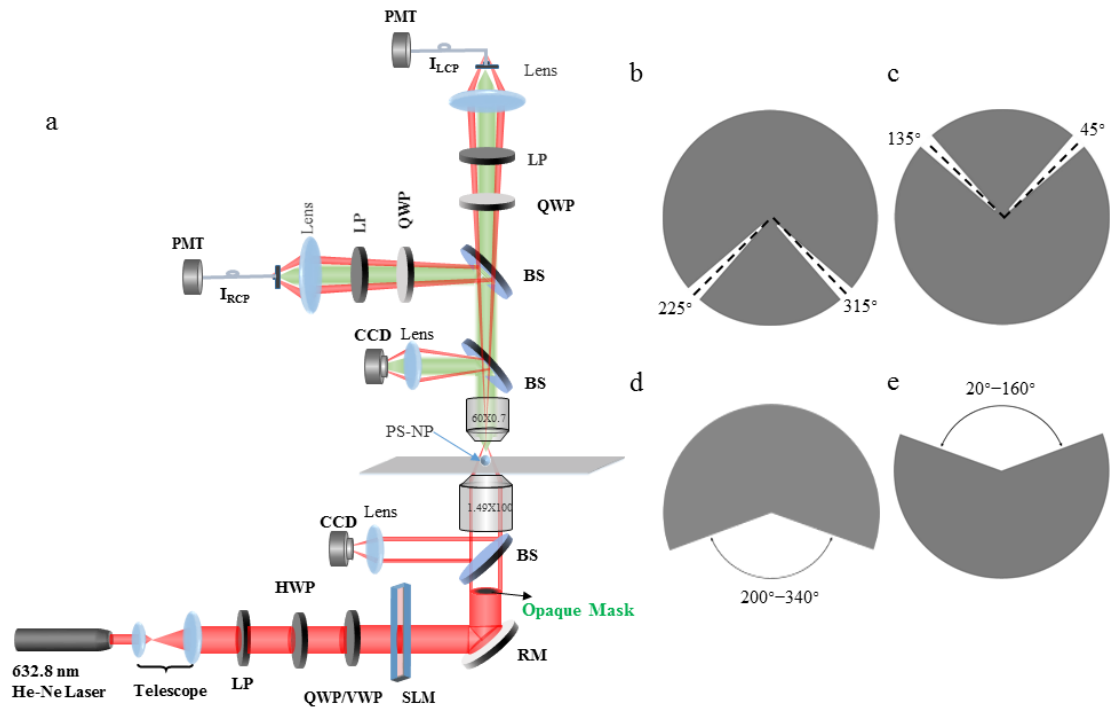 a
PMT
I_LCP
Lens
LP
QWP
BS
QWP
LP
Lens
PMT
I_RCP
CCD
Lens
BS
60X0.7
PS-NP
1.49X100
CCD
Lens
BS
Opaque Mask
HWP
RM
632.8 nm
He-Ne Laser
Telescope
LP
QWP/VWP
SLM
b
225°
315°
c
135°
45°
d
200°−340°
e
20°−160°